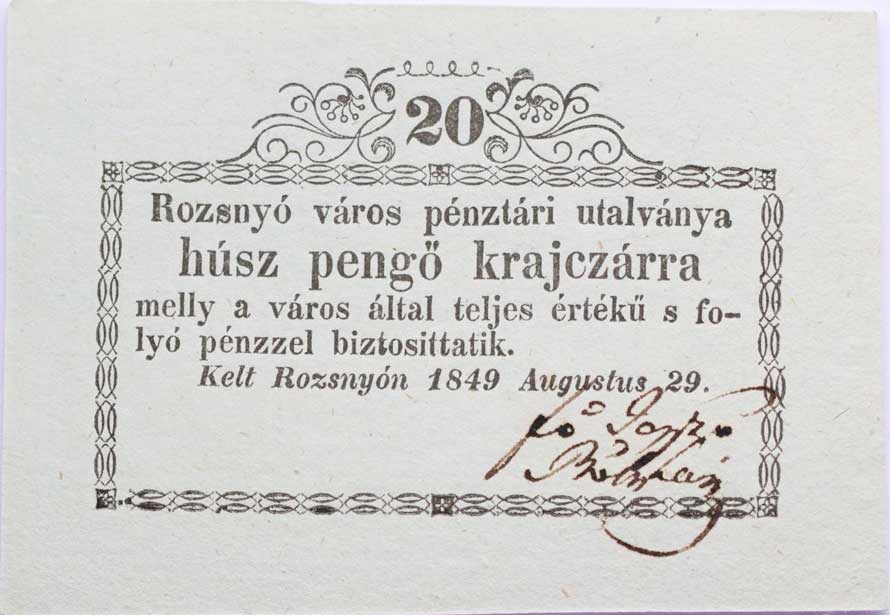 20
Rozsnyó város pénztári utalványa
húsz pengő krajczárra
melly a város által teljes értékű s fo-
lyó pénzzel biztosittatik.
Kelt Rozsnyón 1849 Augustus 29.
fő